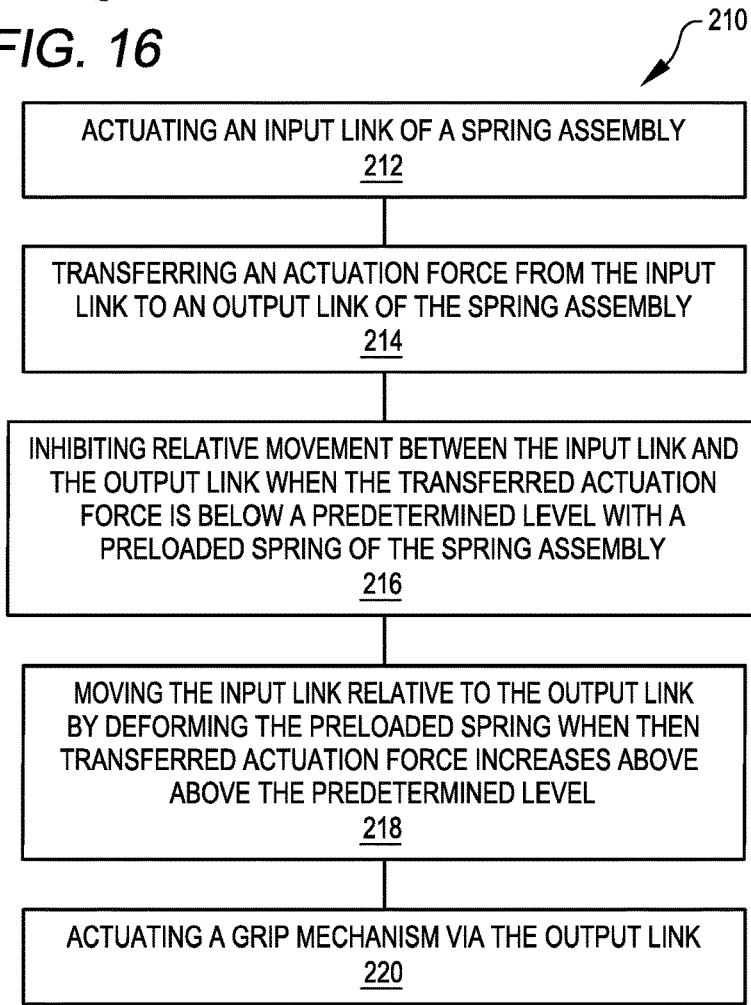 FIG. 16
210
ACTUATING AN INPUT LINK OF A SPRING ASSEMBLY
212
TRANSFERRING AN ACTUATION FORCE FROM THE INPUT
LINK TO AN OUTPUT LINK OF THE SPRING ASSEMBLY
214
INHIBITING RELATIVE MOVEMENT BETWEEN THE INPUT LINK AND
THE OUTPUT LINK WHEN THE TRANSFERRED ACTUATION
FORCE IS BELOW A PREDETERMINED LEVEL WITH A
PRELOADED SPRING OF THE SPRING ASSEMBLY
216
MOVING THE INPUT LINK RELATIVE TO THE OUTPUT LINK
BY DEFORMING THE PRELOADED SPRING WHEN THEN
TRANSFERRED ACTUATION FORCE INCREASES ABOVE
ABOVE THE PREDETERMINED LEVEL
218
ACTUATING A GRIP MECHANISM VIA THE OUTPUT LINK
220